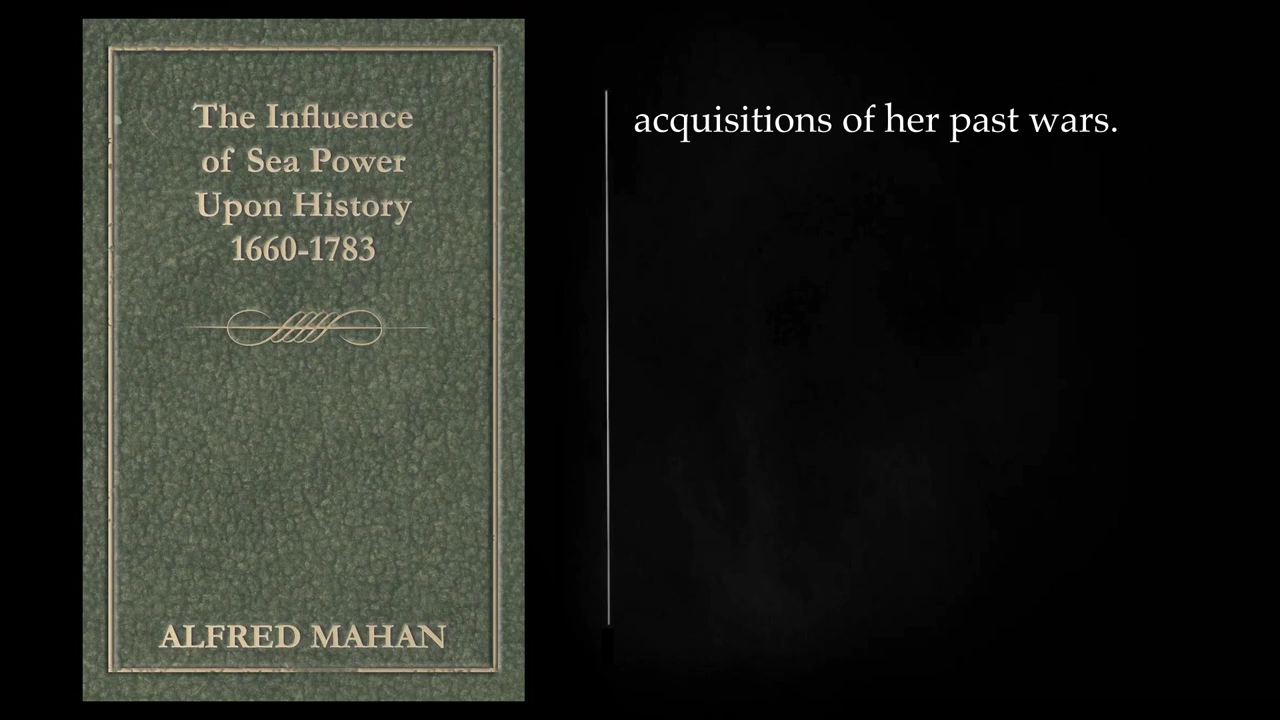 The Influence
of Sea Power
Upon History
1660-1783
ALFRED MAHAN
acquisitions of her past wars.